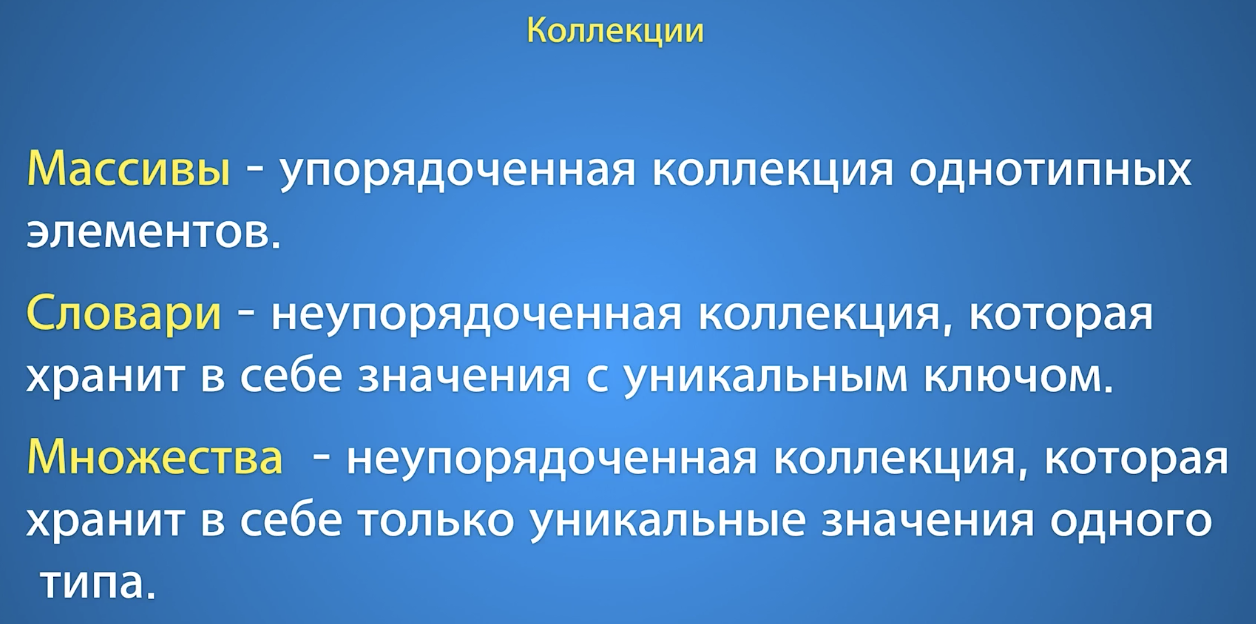 Коллекции
Массивы - упорядоченная коллекция однотипных
элементов.
Словари - неупорядоченная коллекция, которая
хранит в себе значения с уникальным ключом.
Множества - неупорядоченная коллекция, которая
хранит в себе только уникальные значения одного
типа.